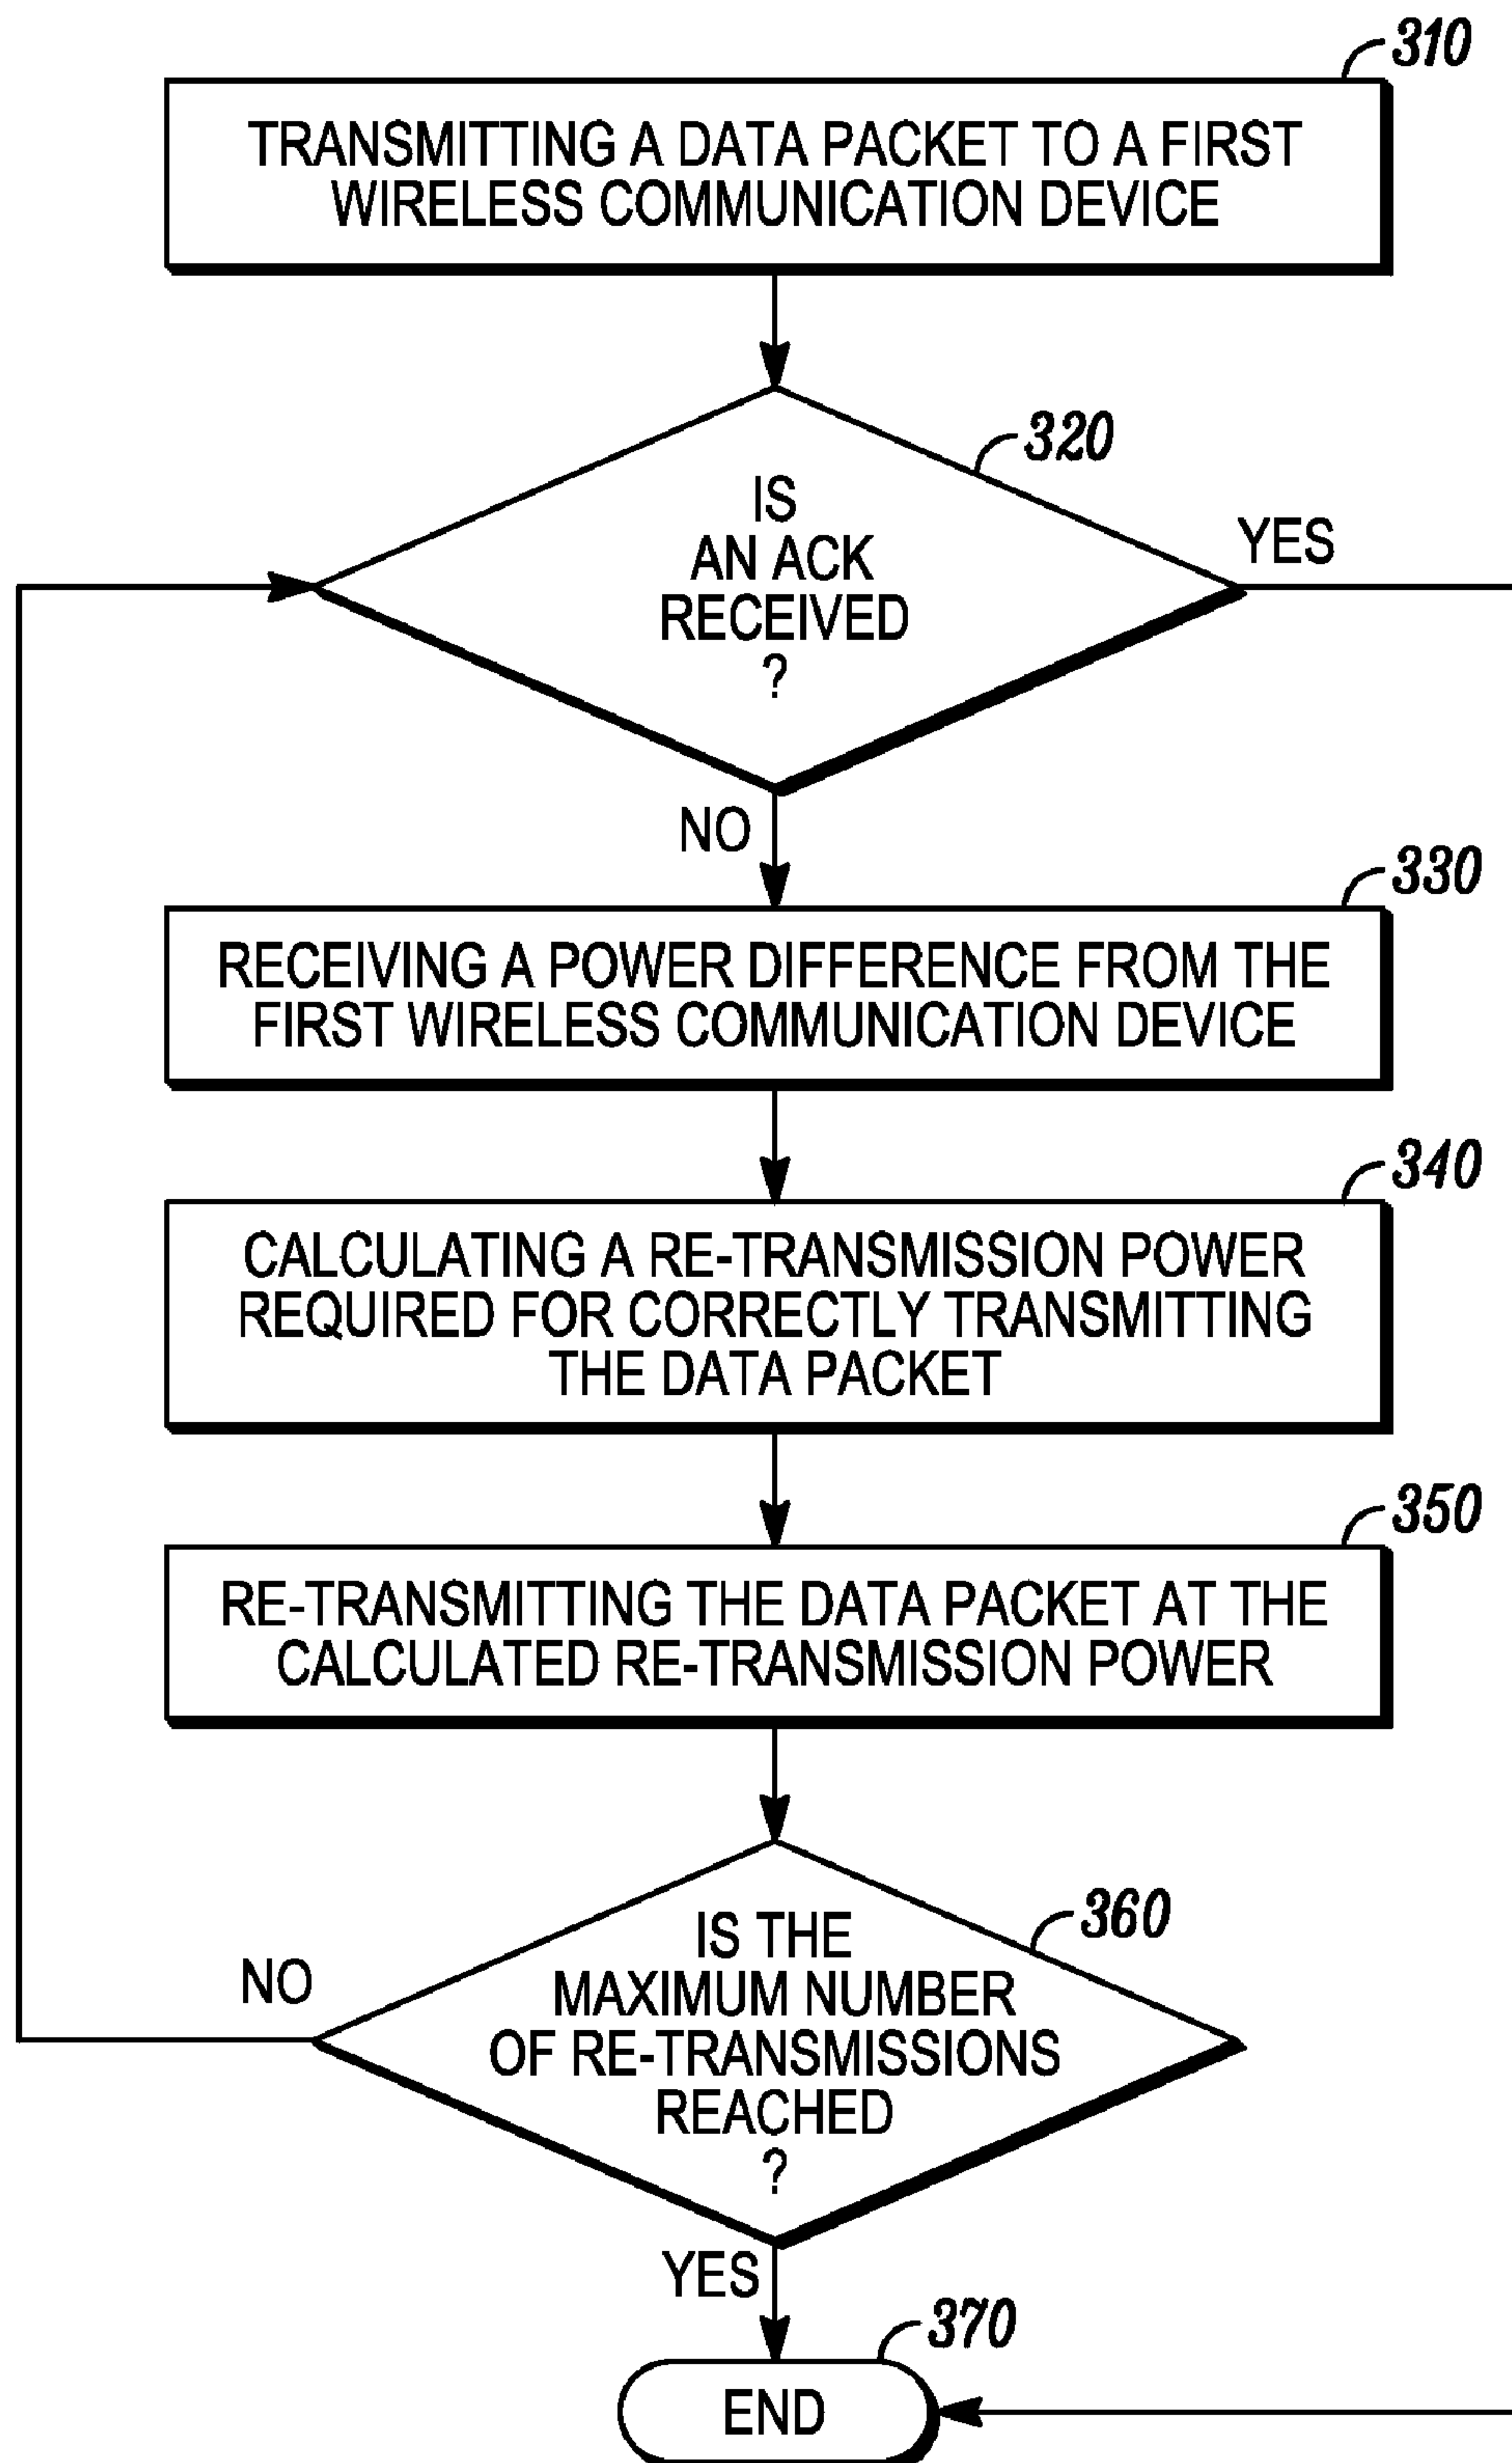 310
TRANSMITTING A DATA PACKET TO A FIRST
WIRELESS COMMUNICATION DEVICE
320
IS
AN ACK
RECEIVED
?
YES
NO
330
RECEIVING A POWER DIFFERENCE FROM THE
FIRST WIRELESS COMMUNICATION DEVICE
340
CALCULATING A RE-TRANSMISSION POWER
REQUIRED FOR CORRECTLY TRANSMITTING
THE DATA PACKET
350
RE-TRANSMITTING THE DATA PACKET AT THE
CALCULATED RE-TRANSMISSION POWER
360
IS THE
MAXIMUM NUMBER
OF RE-TRANSMISSIONS
REACHED
?
NO
YES
370
END